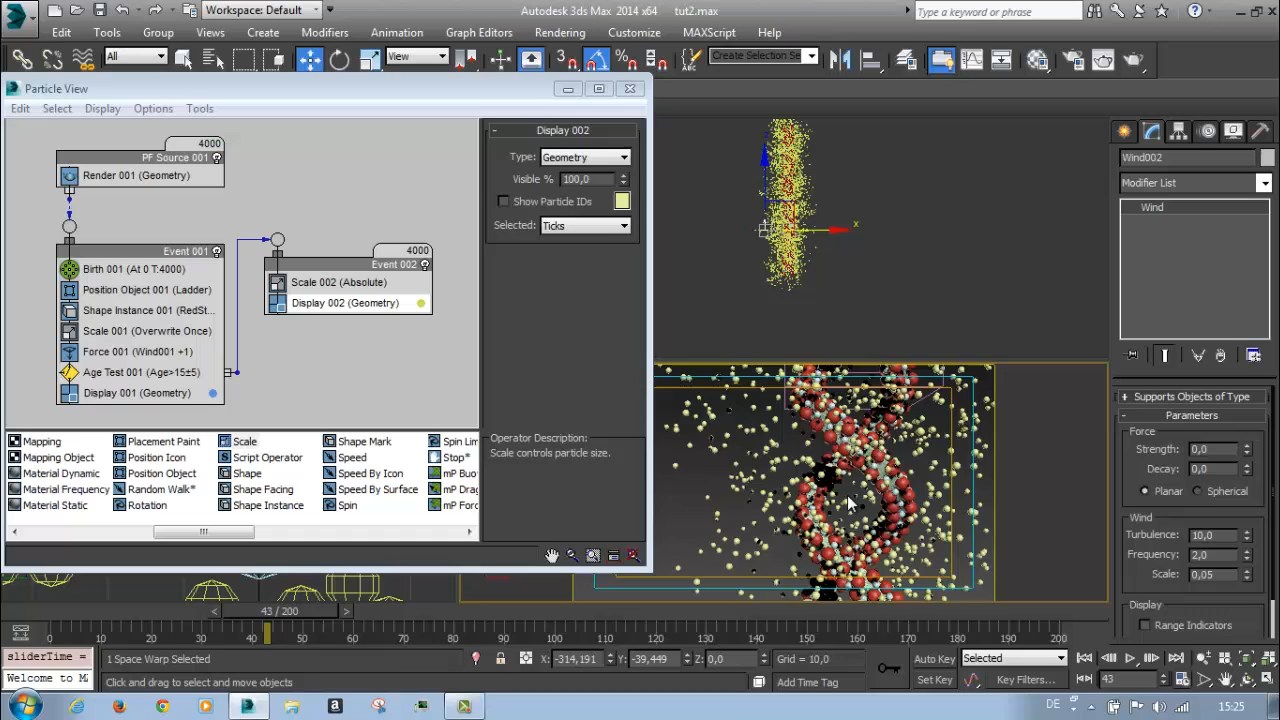 Workspace: Default
Autodesk 3ds Max 2014 x64 tut2.max
Type a keyword or phrase
Edit Tools Group Views Create Modifiers Animation Graph Editors Rendering Customize MAXScript Help
All
View
Create Selection Se
Particle View
Edit Select Display Options Tools
4000
PF Source 001
Render 001 (Geometry)
Event 001
Birth 001 (At 0 T:4000)
Position Object 001 (Ladder)
Shape Instance 001 (RedSt...
Scale 001 (Overwrite Once)
Force 001 (Wind001 +1)
Age Test 001 (Age>15±5)
Display 001 (Geometry)
4000
Event 002
Scale 002 (Absolute)
Display 002 (Geometry)
Display 002
Type: Geometry
Visible % 100,0
Show Particle IDs
Selected: Ticks
Mapping Placement Paint Scale Shape Mark Spin Lim
Mapping Object Position Icon Script Operator Speed Stop*
Material Dynamic Position Object Shape Speed By Icon mP Buo
Material Frequency Random Walk* Shape Facing Speed By Surface mP Drag
Material Static Rotation Shape Instance Spin mP Forc
Operator Description:
Scale controls particle size.
x
Wind002
Modifier List
Wind
Supports Objects of Type
Parameters
Force
Strength: 0,0
Decay: 0,0
Planar Spherical
Wind
Turbulence: 10,0
Frequency: 2,0
Scale: 0,05
Display
Range Indicators
43 / 200
0 10 20 30 40 50 60 70 80 90 100 110 120 130 140 150 160 170 180 190 200
sliderTime =
1 Space Warp Selected
X: -314,191 Y: -39,449 Z: 0,0
Grid = 10,0
Auto Key Selected
Welcome to M
Click and drag to select and move objects
Add Time Tag
Set Key Key Filters...
43
DE
15:25